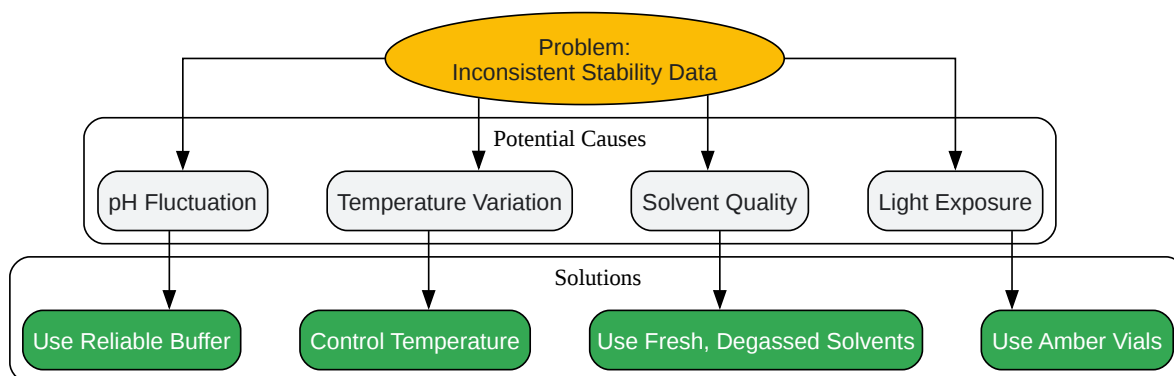 Problem:
Inconsistent Stability Data
Potential Causes
pH Fluctuation
Temperature Variation
Solvent Quality
Light Exposure
Solutions
Use Reliable Buffer
Control Temperature
Use Fresh, Degassed Solvents
Use Amber Vials